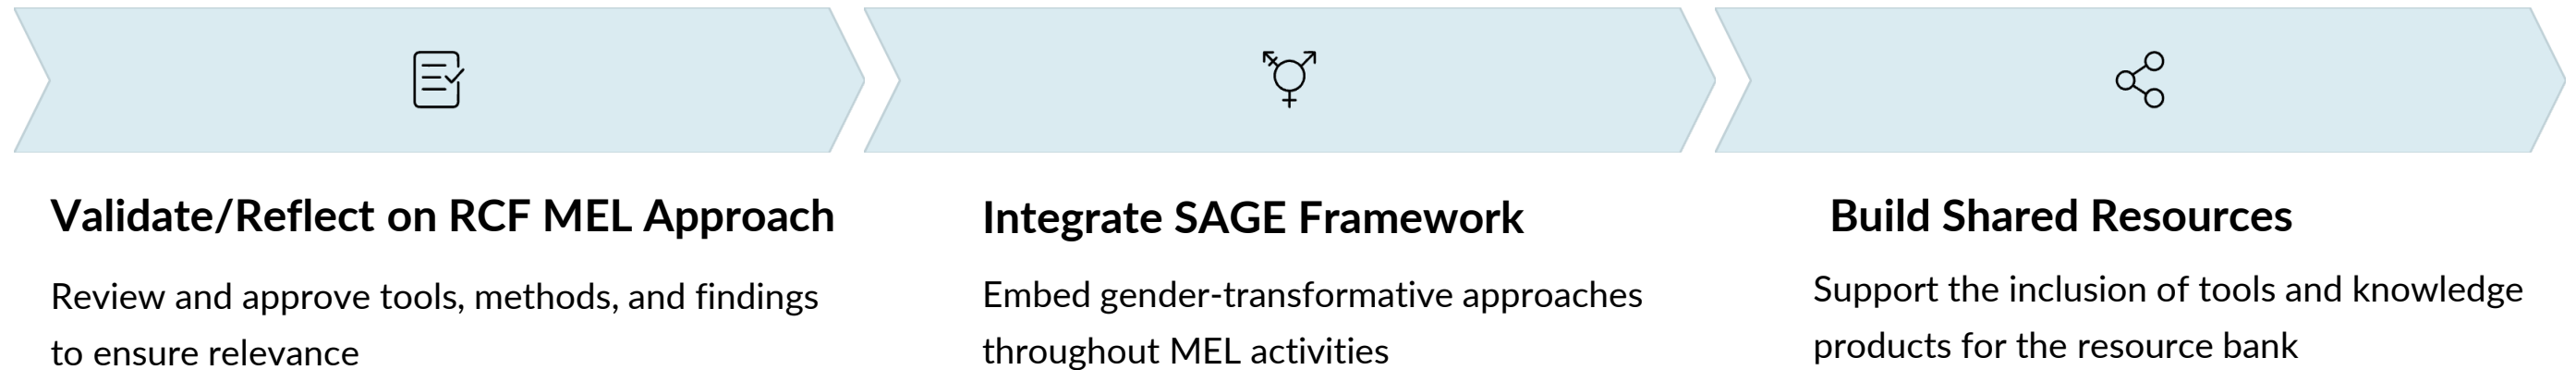 Validate/Reflect on RCF MEL Approach
Review and approve tools, methods, and findings
to ensure relevance
Integrate SAGE Framework
Embed gender-transformative approaches
throughout MEL activities
Build Shared Resources
Support the inclusion of tools and knowledge
products for the resource bank